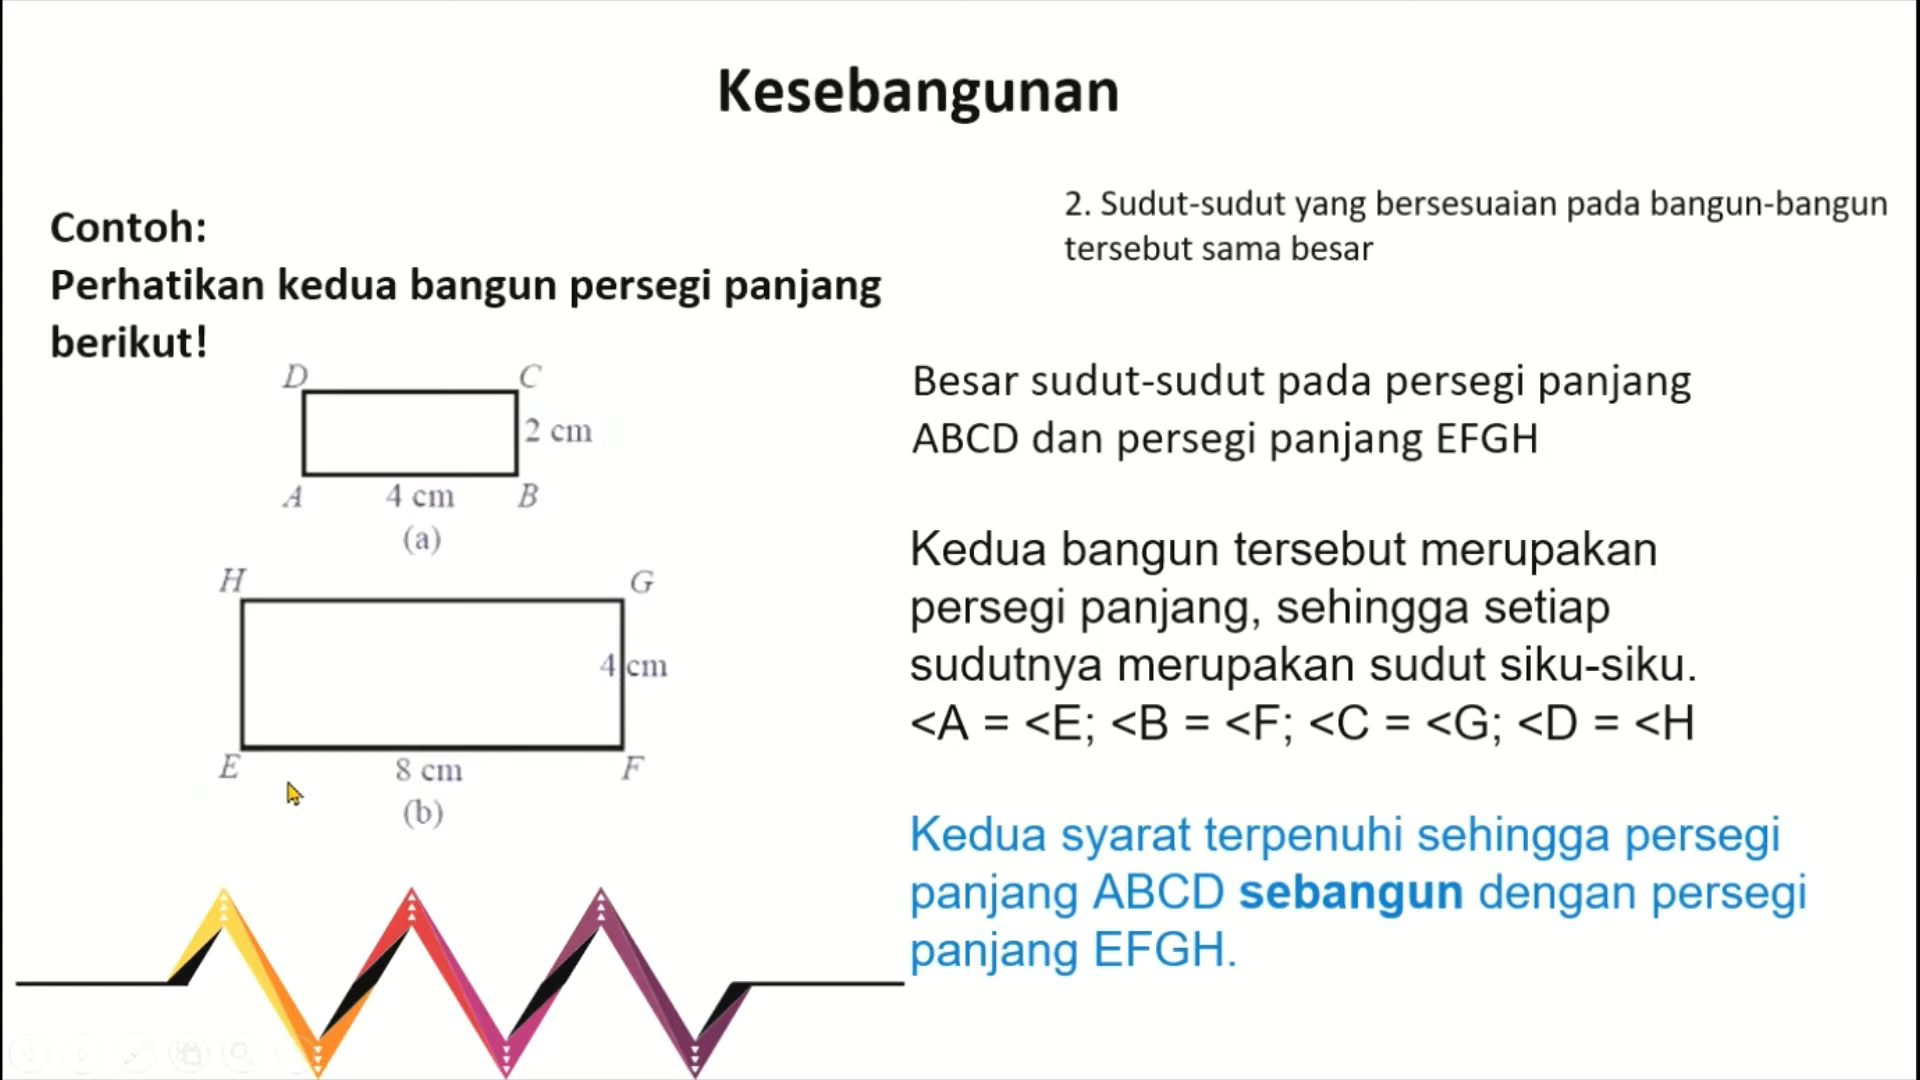 Kesebangunan
Contoh:
Perhatikan kedua bangun persegi panjang
berikut!
D
C
2 cm
A
4 cm
B
(a)
H
G
4 cm
E
8 cm
F
(b)
2. Sudut-sudut yang bersesuaian pada bangun-bangun
tersebut sama besar
Besar sudut-sudut pada persegi panjang
ABCD dan persegi panjang EFGH
Kedua bangun tersebut merupakan
persegi panjang, sehingga setiap
sudutnya merupakan sudut siku-siku.
<A = <E; <B = <F; <C = <G; <D = <H
Kedua syarat terpenuhi sehingga persegi
panjang ABCD sebangun dengan persegi
panjang EFGH.